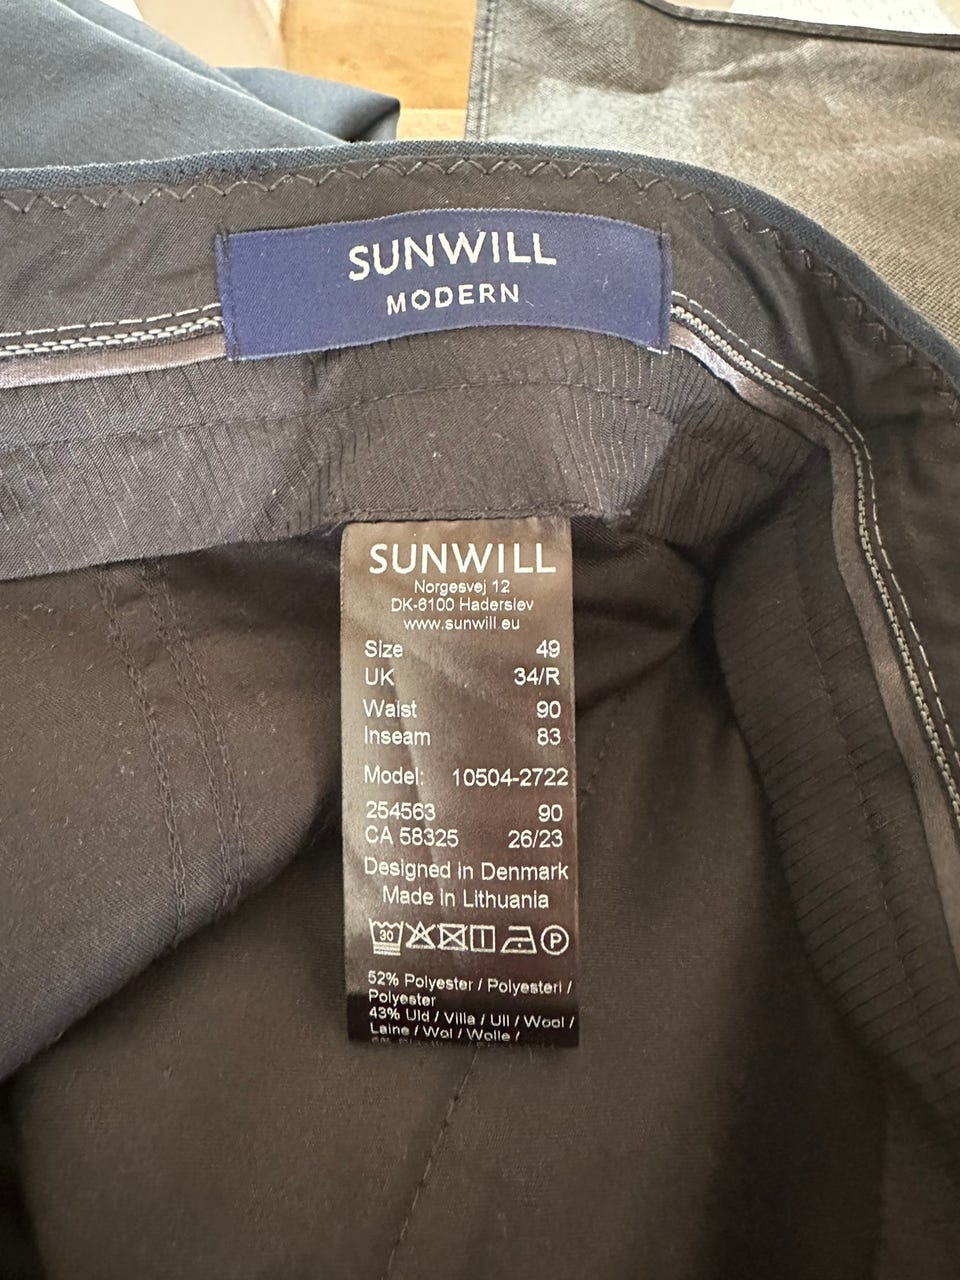 SUNWILL
MODERN
SUNWILL
Norgesvej 12
DK-6100 Haderslev
www.sunwill.eu
Size 49
UK 34/R
Waist 90
Inseam 83
Model: 10504-2722
254563 90
CA 58325 26/23
Designed in Denmark
Made in Lithuania
30 P
52% Polyester / Polyesteri /
Polyester
43% Uld / Villa / Ull / Wool /
Laine / Wol / Wolle /